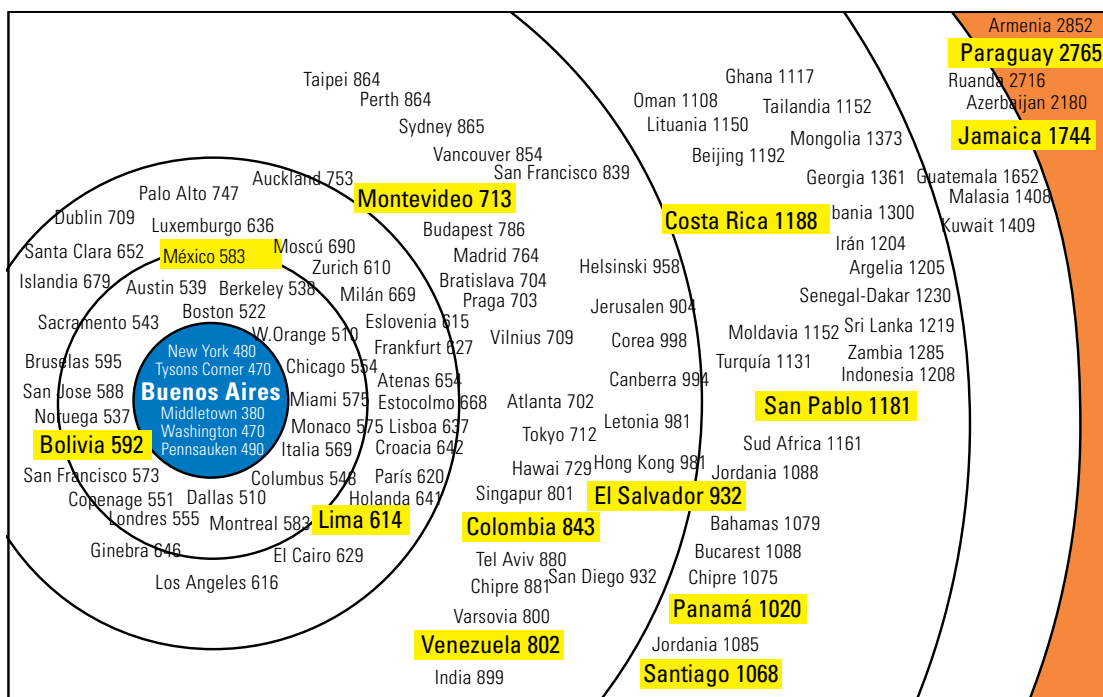 Armenia 2852
Paraguay 2765
Ruanda 2716
Azerbaijan 2180
Jamaica 1744
Guatemala 1652
Malasia 1408
Kuwait 1409
Ghana 1117
Oman 1108
Tailandia 1152
Lituania 1150
Mongolia 1373
Beijing 1192
Georgia 1361
Costa Rica 1188
bania 1300
Irán 1204
Argelia 1205
Senegal-Dakar 1230
Moldavia 1152
Sri Lanka 1219
Turquía 1131
Zambia 1285
Indonesia 1208
San Pablo 1181
Sud Africa 1161
Jordania 1088
Bahamas 1079
Bucarest 1088
Chipre 1075
Panamá 1020
Jordania 1085
Santiago 1068
Taipei 864
Perth 864
Sydney 865
Vancouver 854
San Francisco 839
Montevideo 713
Budapest 786
Madrid 764
Bratislava 704
Praga 703
Helsinski 958
Jerusalen 904
Vilnius 709
Corea 998
Canberra 994
Atlanta 702
Letonia 981
Tokyo 712
Hawai 729
Hong Kong 981
Singapur 801
El Salvador 932
Colombia 843
Tel Aviv 880
San Diego 932
Chipre 881
Varsovia 800
Venezuela 802
India 899
Auckland 753
Palo Alto 747
Dublin 709
Luxemburgo 636
Santa Clara 652
México 583
Moscú 690
Zurich 610
Islandia 679
Austin 539
Berkeley 538
Milán 669
Boston 522
Sacramento 543
W.Orange 510
Eslovenia 615
Frankfurt 627
New York 480
Tysons Corner 470
Buenos Aires
Middletown 380
Washington 470
Pennsauken 490
Bruselas 595
Chicago 554
San Jose 588
Miami 575
Atenas 654
Estocolmo 668
Noruega 537
Monaco 575
Lisboa 637
Bolivia 592
Italia 569
Croacia 642
San Francisco 573
Columbus 548
París 620
Copenage 551
Dallas 510
Holanda 641
Londres 555
Montreal 583
Lima 614
Ginebra 646
El Cairo 629
Los Angeles 616